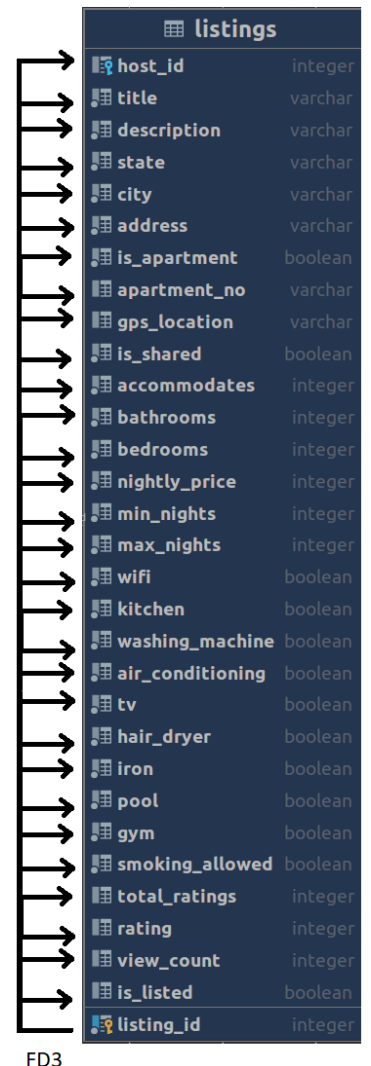 listings
host_id integer
title varchar
description varchar
state varchar
city varchar
address varchar
is_apartment boolean
apartment_no varchar
gps_location varchar
is_shared boolean
accommodates integer
bathrooms integer
bedrooms integer
nightly_price integer
min_nights integer
max_nights integer
wifi boolean
kitchen boolean
washing_machine boolean
air_conditioning boolean
tv boolean
hair_dryer boolean
iron boolean
pool boolean
gym boolean
smoking_allowed boolean
total_ratings integer
rating integer
view_count integer
is_listed boolean
listing_id integer
FD3